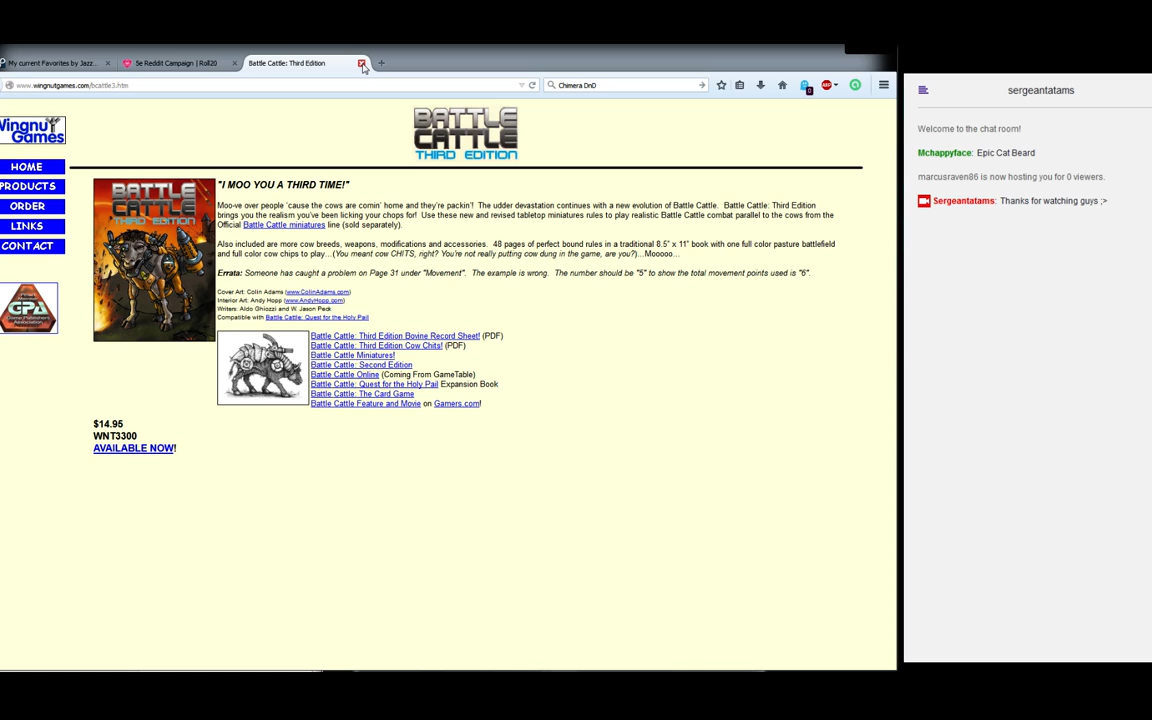 My current Favorites by Jazz...
5e Reddit Campaign | Roll20
Battle Cattle: Third Edition
www.wingnutgames.com/bcattle3.htm
Chimera DnD
Wingnut
Games
BATTLE
CATTLE
THIRD EDITION
HOME
PRODUCTS
ORDER
LINKS
CONTACT
GPA
BATTLE
CATTLE
THIRD EDITION
"I MOO YOU A THIRD TIME!"
Moo-ve over people 'cause the cows are comin' home and they're packin'! The udder devastation continues with a new evolution of Battle Cattle. Battle Cattle: Third Edition
brings you the realism you've been licking your chops for! Use these new and revised tabletop miniatures rules to play realistic Battle Cattle combat parallel to the cows from the
Official Battle Cattle miniatures line (sold separately).
Also included are more cow breeds, weapons, modifications and accessories. 48 pages of perfect bound rules in a traditional 8.5" x 11" book with one full color pasture battlefield
and full color cow chips to play...(You meant cow CHITS, right? You're not really putting cow dung in the game, are you?)...Mooooo...
Errata: Someone has caught a problem on Page 31 under "Movement". The example is wrong. The number should be "5" to show the total movement points used is "6".
Cover Art: Colin Adams (www.ColinAdams.com)
Interior Art: Andy Hopp (www.AndyHopp.com)
Writers: Aldo Ghiozzi and W. Jason Peck
Compatible with Battle Cattle: Quest for the Holy Pail
Battle Cattle: Third Edition Bovine Record Sheet! (PDF)
Battle Cattle: Third Edition Cow Chits! (PDF)
Battle Cattle Miniatures!
Battle Cattle: Second Edition
Battle Cattle Online (Coming From GameTable)
Battle Cattle: Quest for the Holy Pail Expansion Book
Battle Cattle: The Card Game
Battle Cattle Feature and Movie on Gamers.com!
$14.95
WNT3300
AVAILABLE NOW!
sergeantatams
Welcome to the chat room!
Mchappyface: Epic Cat Beard
marcusraven86 is now hosting you for 0 viewers.
Sergeantatams: Thanks for watching guys ;>